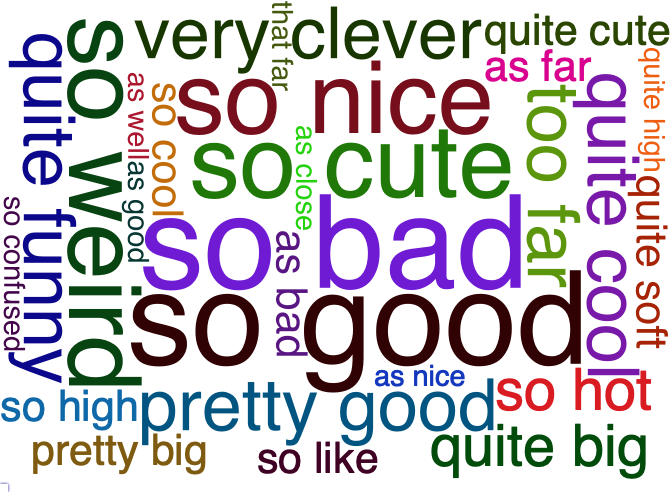 very clever
that far
quite cute
as far
quite funny
so weird
as well
so cool
so nice
too far
quite cool
quite high
so cute
as close
as good
so confused
so bad
as bad
quite soft
so good
as nice
so high
pretty good
so hot
pretty big
so like
quite big